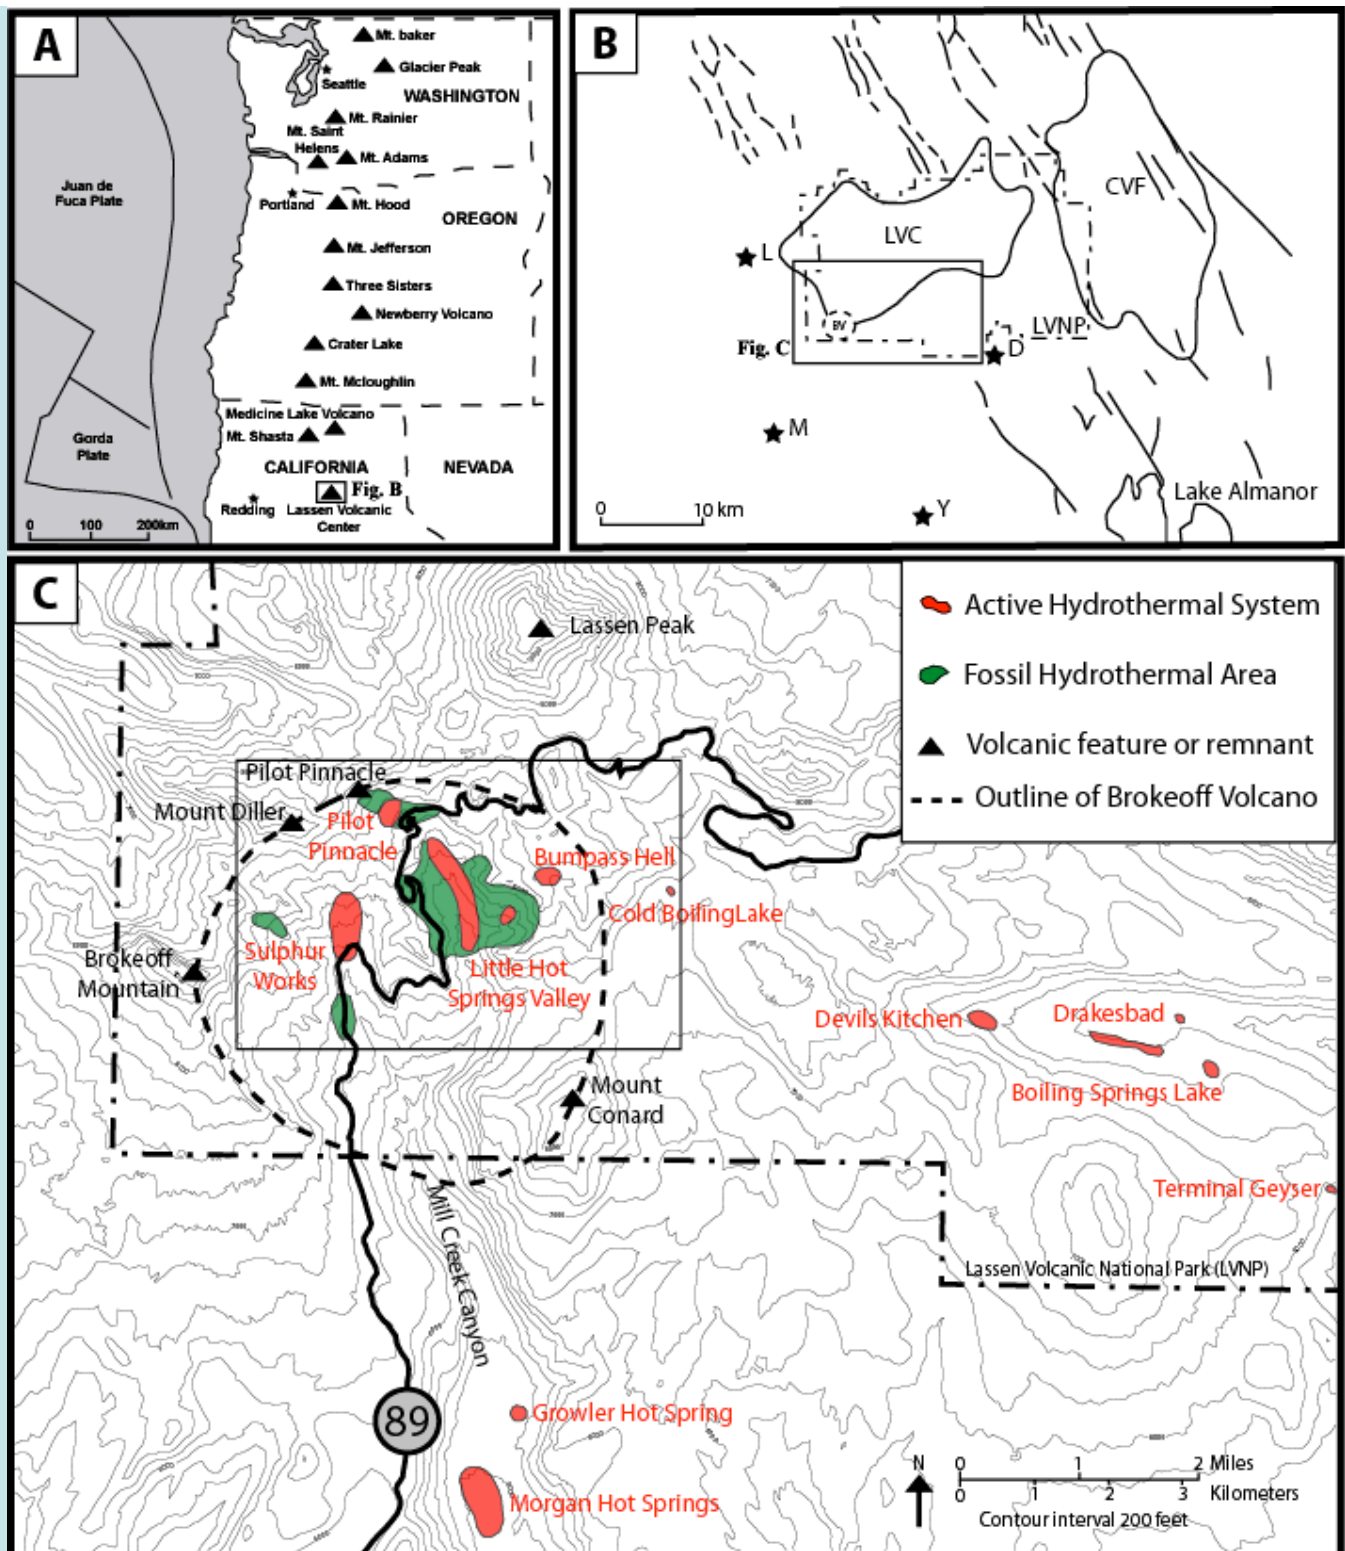 A
Mt. baker
Glacier Peak
Seattle
WASHINGTON
Mt. Rainier
Mt. Saint
Helens
Mt. Adams
Juan de
Fuca Plate
Portland
Mt. Hood
OREGON
Mt. Jefferson
Three Sisters
Newberry Volcano
Crater Lake
Mt. Mcloughlin
Medicine Lake Volcano
Mt. Shasta
Gorda
Plate
CALIFORNIA
NEVADA
Fig. B
Redding
Lassen Volcanic
Center
0 100 200km
B
CVF
LVC
L
BV
LVNP
Fig. C
D
M
Lake Almanor
0 10 km
Y
C
Active Hydrothermal System
Lassen Peak
Fossil Hydrothermal Area
Volcanic feature or remnant
Outline of Brokeoff Volcano
Pilot Pinnacle
Mount Diller
Pilot
Pinnacle
Bumpass Hell
Cold BoilingLake
Sulphur
Works
Brokeoff
Mountain
Little Hot
Springs Valley
Devils Kitchen
Drakesbad
Boiling Springs Lake
Mount
Conard
Terminal Geyser
Mill Creek Canyon
Lassen Volcanic National Park (LVNP)
89
Growler Hot Spring
Morgan Hot Springs
N
0 1 2 Miles
0 1 2 3 Kilometers
Contour interval 200 feet